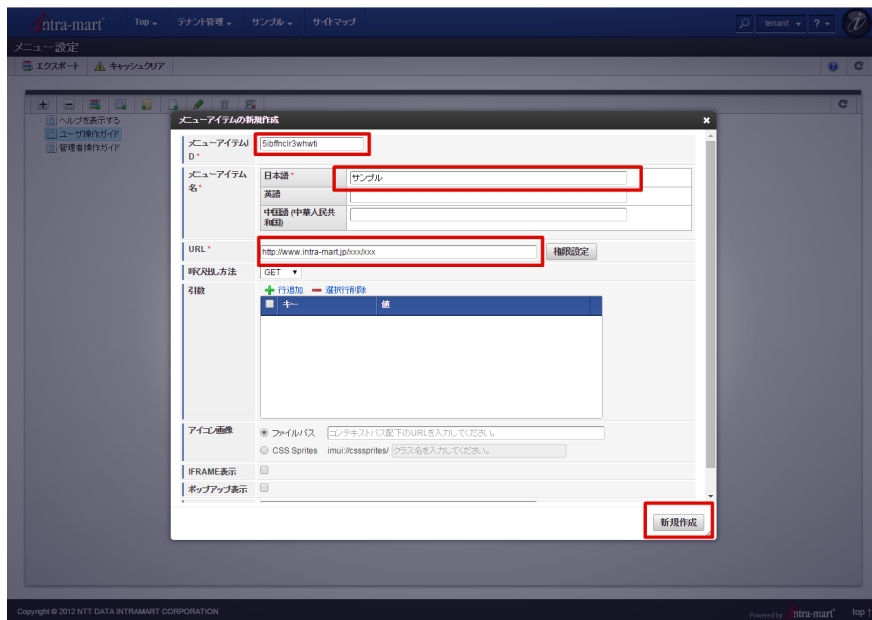 intra-mart Top テナント管理 サンプル サイトマップ tenant ?
メニュー設定
エクスポート キャッシュクリア
ヘルプを表示する
ユーザ操作ガイド
管理者操作ガイド
メニューアイテムの新規作成
メニューアイテムI
D *
5ibffnclr3whwti
メニューアイテム
名 *
日本語 * サンプル
英語
中国語 (中華人民共
和国)
URL * http://www.intra-mart.jp/xxx/xxx 権限設定
呼び出し方法 GET
引数 行追加 選択行削除
キー 値
アイコン画像 ファイルパス コンテキストパス配下のURLを入力してください。
CSS Sprites imui://csssprites/ クラス名を入力してください。
IFRAME表示
ポップアップ表示
新規作成
Copyright © 2012 NTT DATA INTRAMART CORPORATION Powered by intra-mart top ↑